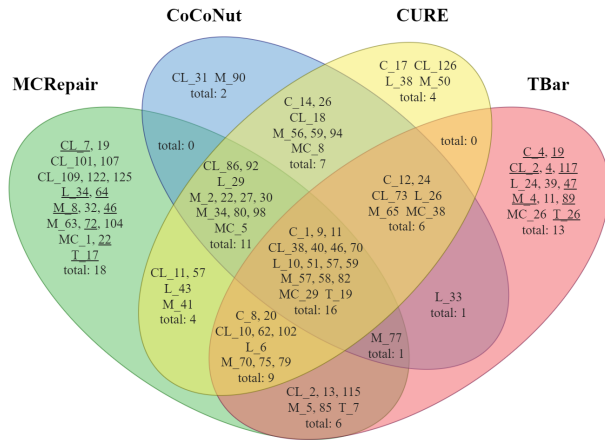 CoCoNut
CURE
MCRepair
TBar
CL_31 M_90
total: 2
C_17 CL_126
L_38 M_50
total: 4
C_14, 26
CL_18
M_56, 59, 94
MC_8
total: 7
total: 0
total: 0
CL_7, 19
CL_101, 107
CL_109, 122, 125
L_34, 64
M_8, 32, 46
M_63, 72, 104
MC_1, 22
T_17
total: 18
C_4, 19
CL_2, 4, 117
L_24, 39, 47
M_4, 11, 89
MC_26 T_26
total: 13
CL_86, 92
L_29
M_2, 22, 27, 30
M_34, 80, 98
MC_5
total: 11
C_12, 24
CL_73 L_26
M_65 MC_38
total: 6
C_1, 9, 11
CL_38, 40, 46, 70
L_10, 51, 57, 59
M_57, 58, 82
MC_29 T_19
total: 16
CL_11, 57
L_43
M_41
total: 4
L_33
total: 1
C_8, 20
CL_10, 62, 102
L_6
M_70, 75, 79
total: 9
M_77
total: 1
CL_2, 13, 115
M_5, 85 T_7
total: 6